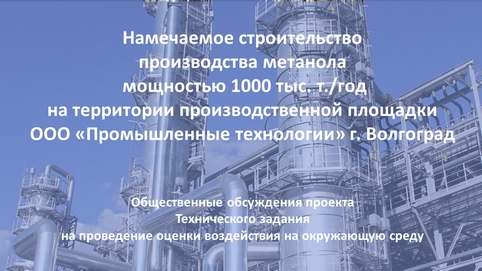 Намечаемое строительство
производства метанола
мощностью 1000 тыс. т./год
на территории производственной площадки
ООО «Промышленные технологии» г. Волгоград
Общественные обсуждения проекта
Технического задания
на проведение оценки воздействия на окружающую среду